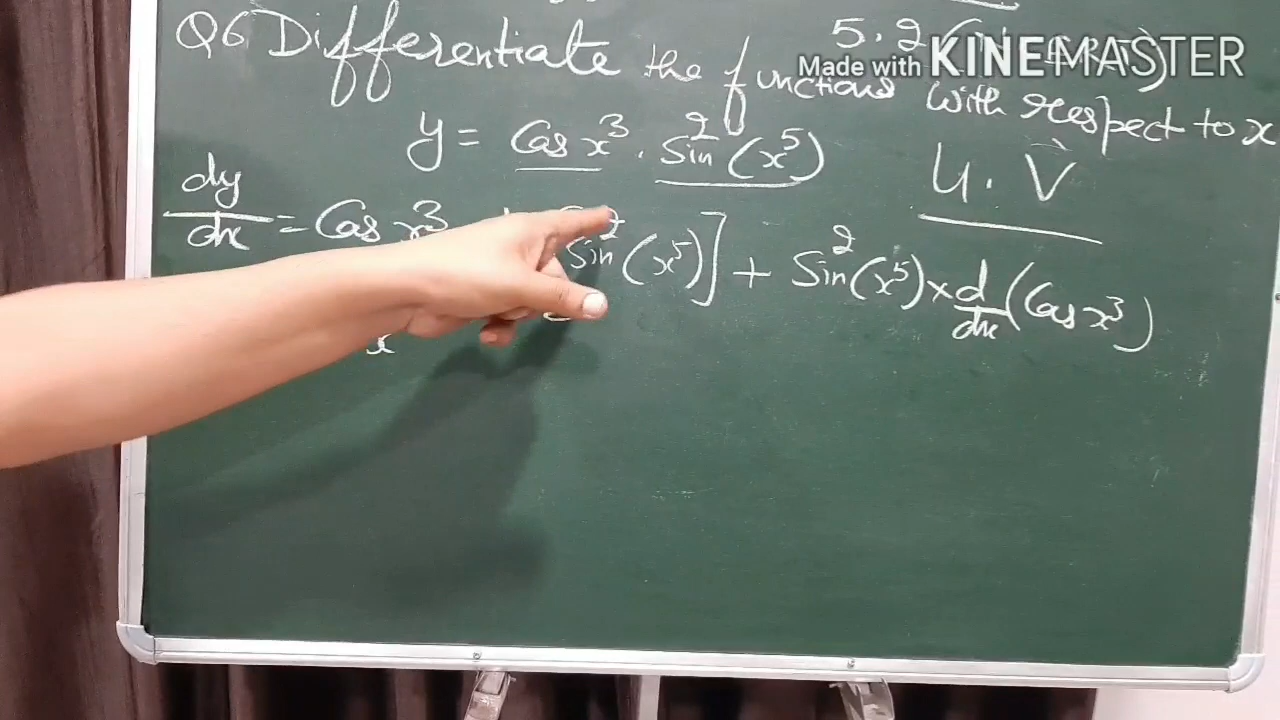 Q6 Differentiate the functions with respect to x
5.2
Made with KINEMASTER
y = Cos x³ . Sin² (x⁵)
U . V
dy/dx = Cos x³ Sin² (x⁵)] + Sin² (x⁵) × d/dx (Cos x³)
x